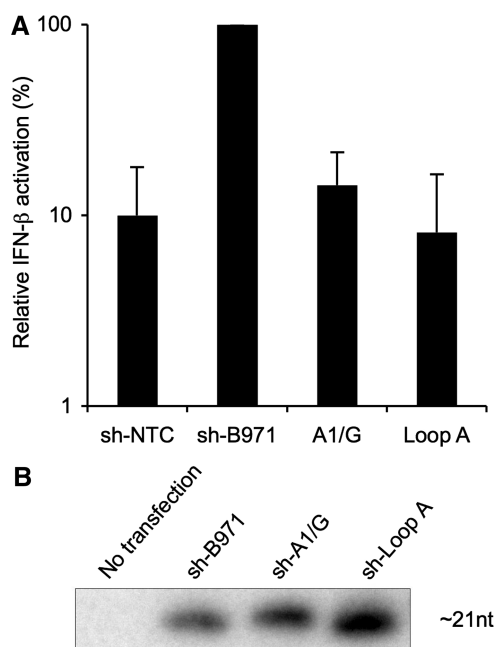 A
Relative IFN-β activation (%)
100
10
1
sh-NTC sh-B971 A1/G Loop A
B
No transfection sh-B971 sh-A1/G sh-Loop A
~21nt